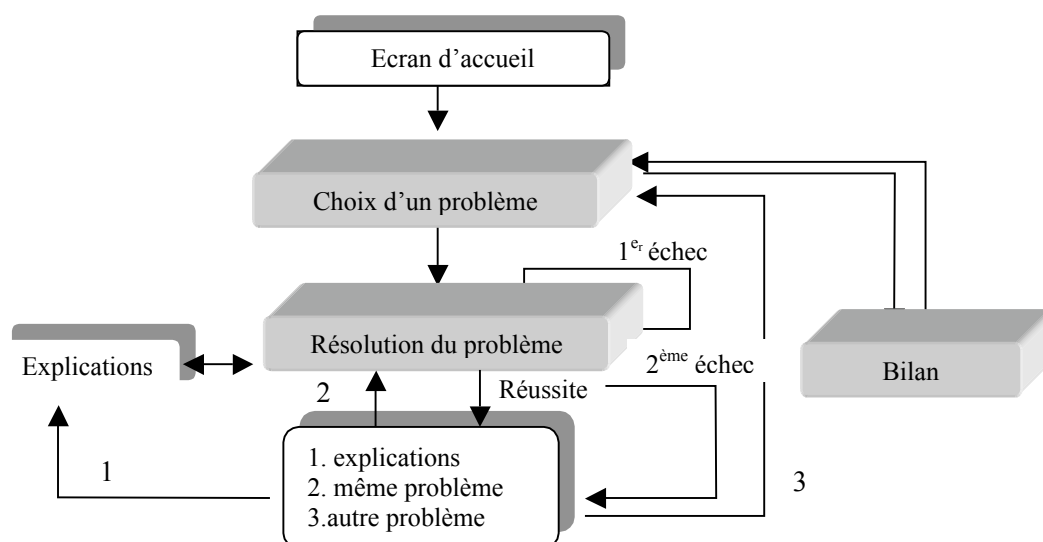 Ecran d’accueil
Choix d’un problème
1er échec
Résolution du problème
Explications
2ème échec
Bilan
2
Réussite
1. explications
2. même problème
3.autre problème
1
3